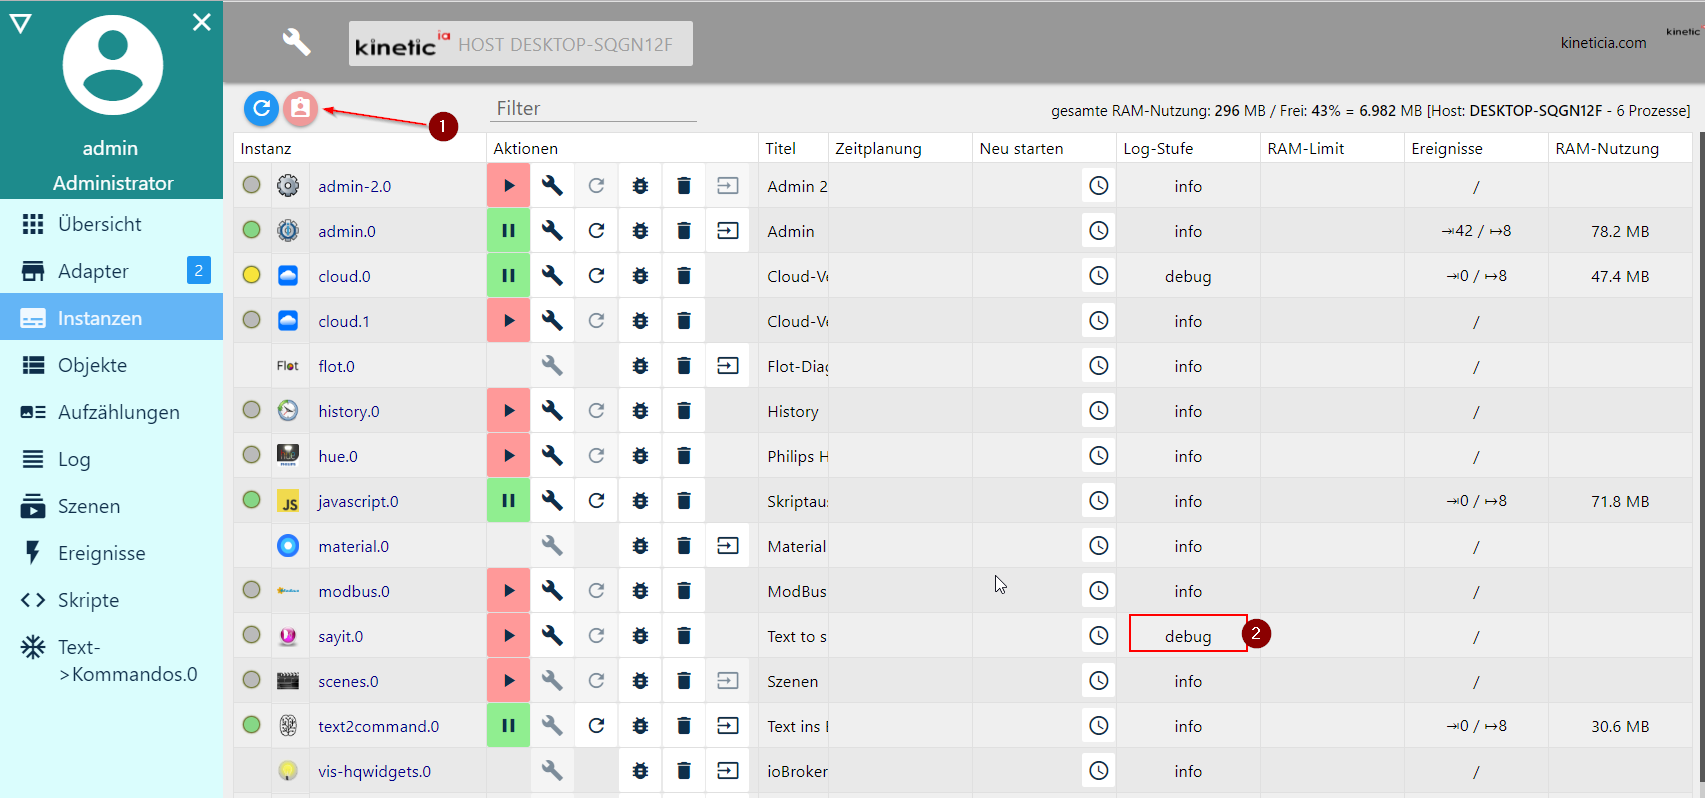 admin
Administrator
Übersicht
Adapter 2
Instanzen
Objekte
Aufzählungen
Log
Szenen
Ereignisse
Skripte
Text-
>Kommandos.0
kinetic ia HOST DESKTOP-SQGN12F
kineticia.com
kinetic
1
Filter
gesamte RAM-Nutzung: 296 MB / Frei: 43% = 6.982 MB [Host: DESKTOP-SQGN12F - 6 Prozesse]
Instanz Aktionen Titel Zeitplanung Neu starten Log-Stufe RAM-Limit Ereignisse RAM-Nutzung
admin-2.0 Admin 2 info /
admin.0 Admin info ⇥42 / ↦8 78.2 MB
cloud.0 Cloud-Ve debug ⇥0 / ↦8 47.4 MB
cloud.1 Cloud-Ve info /
Flot flot.0 Flot-Diag info /
history.0 History info /
hue hue.0 Philips H info /
JS javascript.0 Skriptaus info ⇥0 / ↦8 71.8 MB
material.0 Material info /
modbus.0 ModBus info /
sayit.0 Text to s debug 2 /
scenes.0 Szenen info /
text2command.0 Text ins info ⇥0 / ↦8 30.6 MB
vis-hqwidgets.0 ioBroker info /